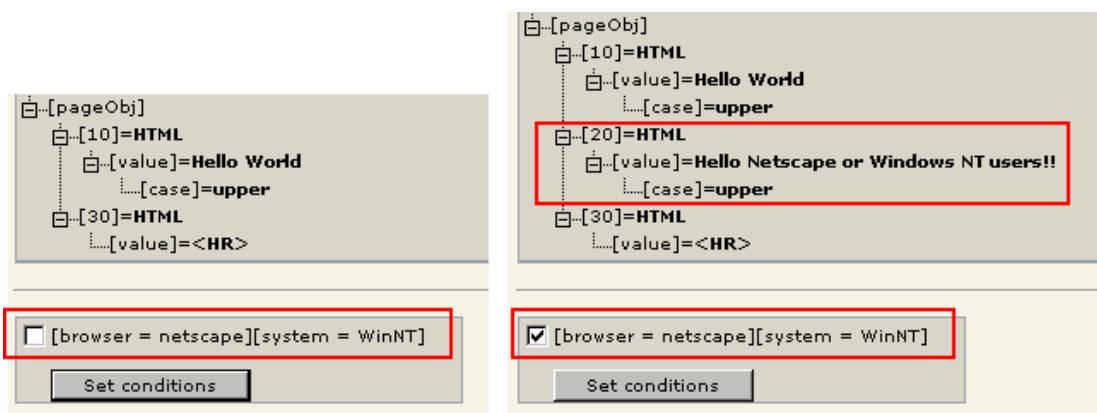 [pageObj]
[10]=HTML
[value]=Hello World
[case]=upper
[30]=HTML
[value]=<HR>
[browser = netscape][system = WinNT]
Set conditions
[pageObj]
[10]=HTML
[value]=Hello World
[case]=upper
[20]=HTML
[value]=Hello Netscape or Windows NT users!!
[case]=upper
[30]=HTML
[value]=<HR>
[browser = netscape][system = WinNT]
Set conditions